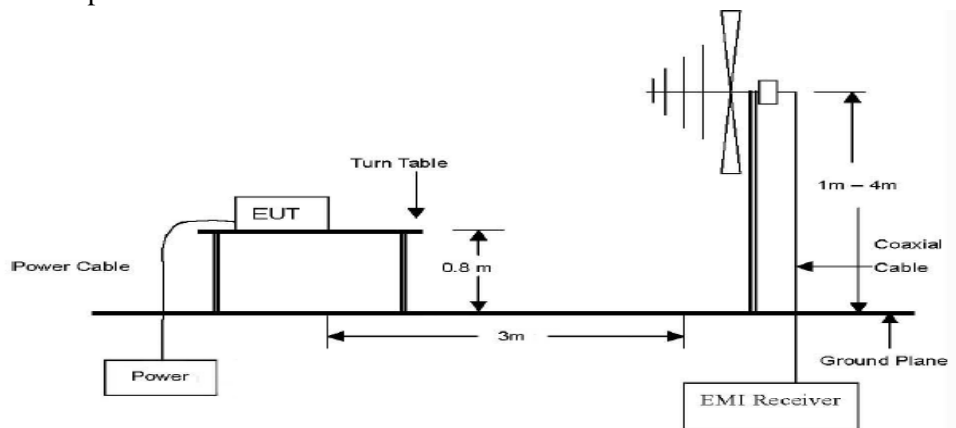 Turn Table
EUT
1m – 4m
Power Cable
0.8 m
Coaxial
Cable
3m
Ground Plane
Power
EMI Receiver